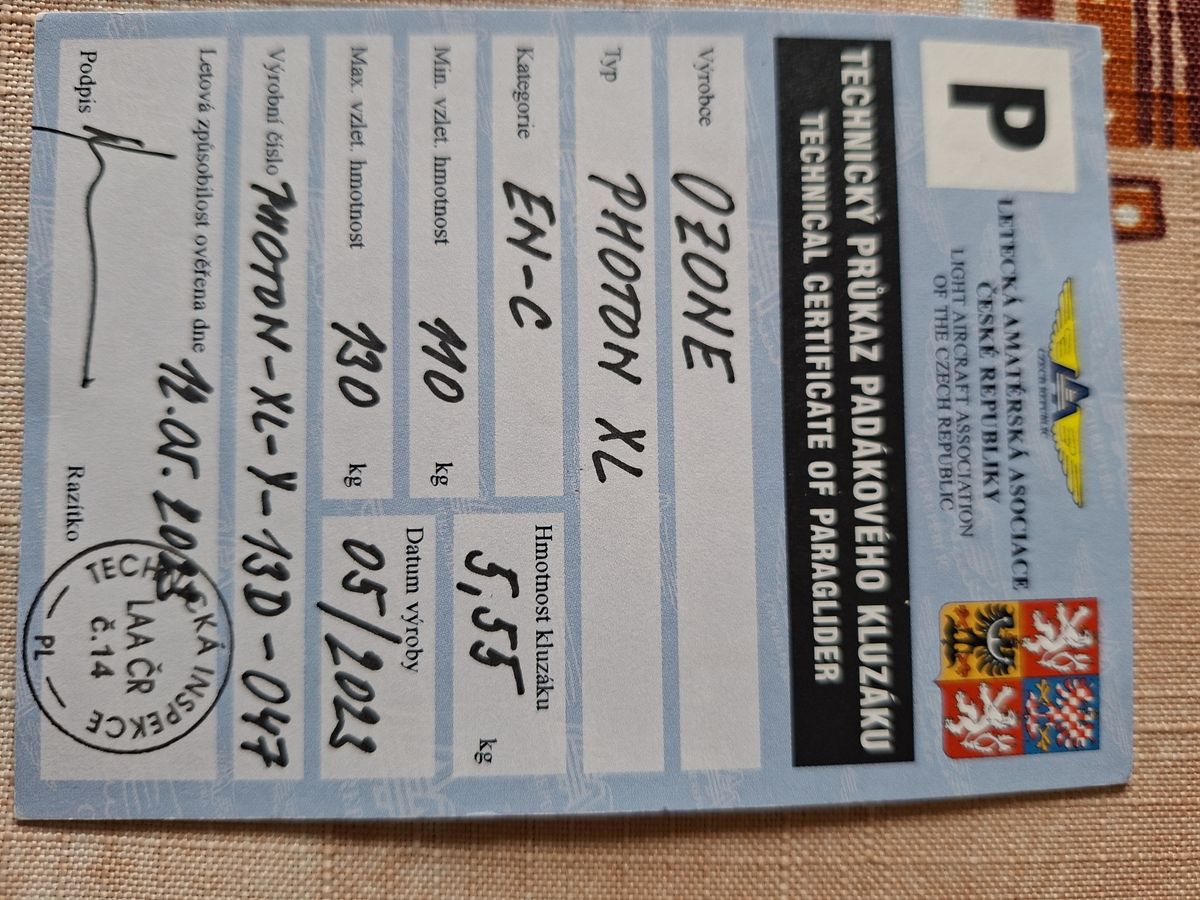 P
LETECKÁ AMATÉRSKÁ ASOCIACE
ČESKÉ REPUBLIKY
LIGHT AIRCRAFT ASSOCIATION
OF THE CZECH REPUBLIC
TECHNICKÝ PRŮKAZ PADÁKOVÉHO KLUZÁKU
TECHNICAL CERTIFICATE OF PARAGLIDER
Výrobce OZONE
Typ PHOTON XL
Kategorie EN-C
Hmotnost kluzáku 5,55 kg
Min. vzlet. hmotnost 110 kg
Max. vzlet. hmotnost 130 kg
Datum výroby 05/2023
Výrobní číslo PHOTON-XL-Y-13D-047
Letová způsobilost ověřena dne
Podpis
Razítko
TECHNICKÁ INSPEKCE
LAA ČR
č.14
PL